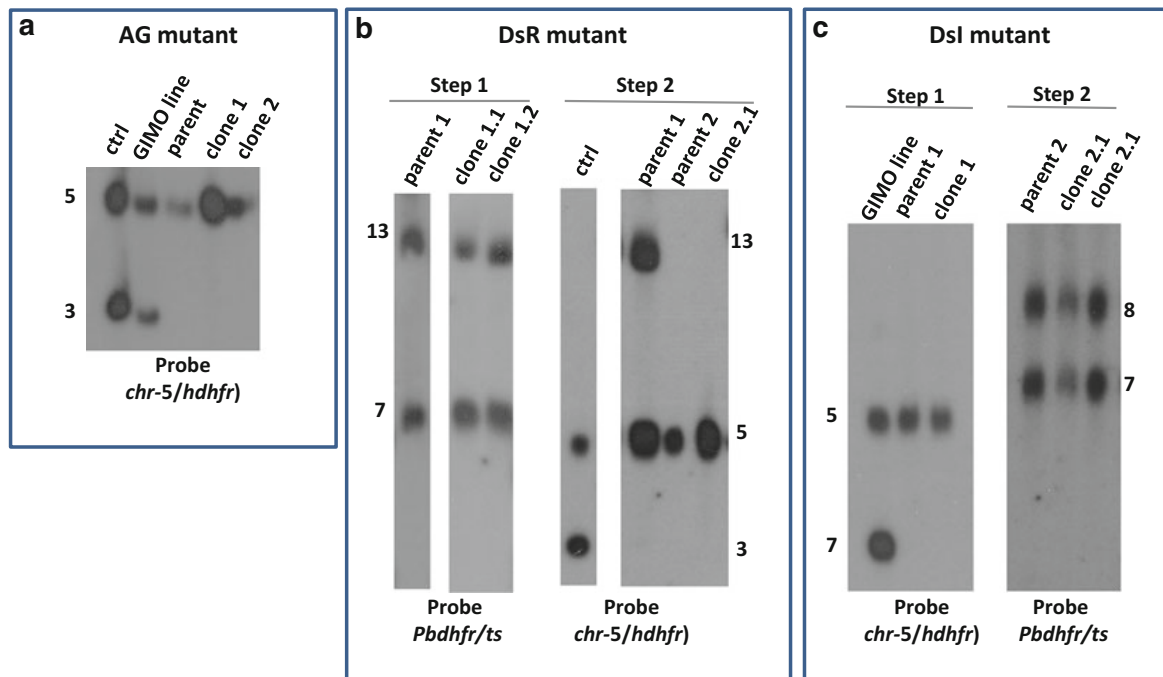 a
AG mutant
ctrl
GIMO line
parent
clone 1
clone 2
5
3
Probe
chr-5/hdhfr)
b
DsR mutant
Step 1
Step 2
parent 1
clone 1.1
clone 1.2
ctrl
parent 1
parent 2
clone 2.1
13
7
13
5
3
Probe
Pbdhfr/ts
Probe
chr-5/hdhfr)
c
DsI mutant
Step 1
Step 2
GIMO line
parent 1
clone 1
parent 2
clone 2.1
clone 2.1
5
7
8
7
Probe
chr-5/hdhfr)
Probe
Pbdhfr/ts